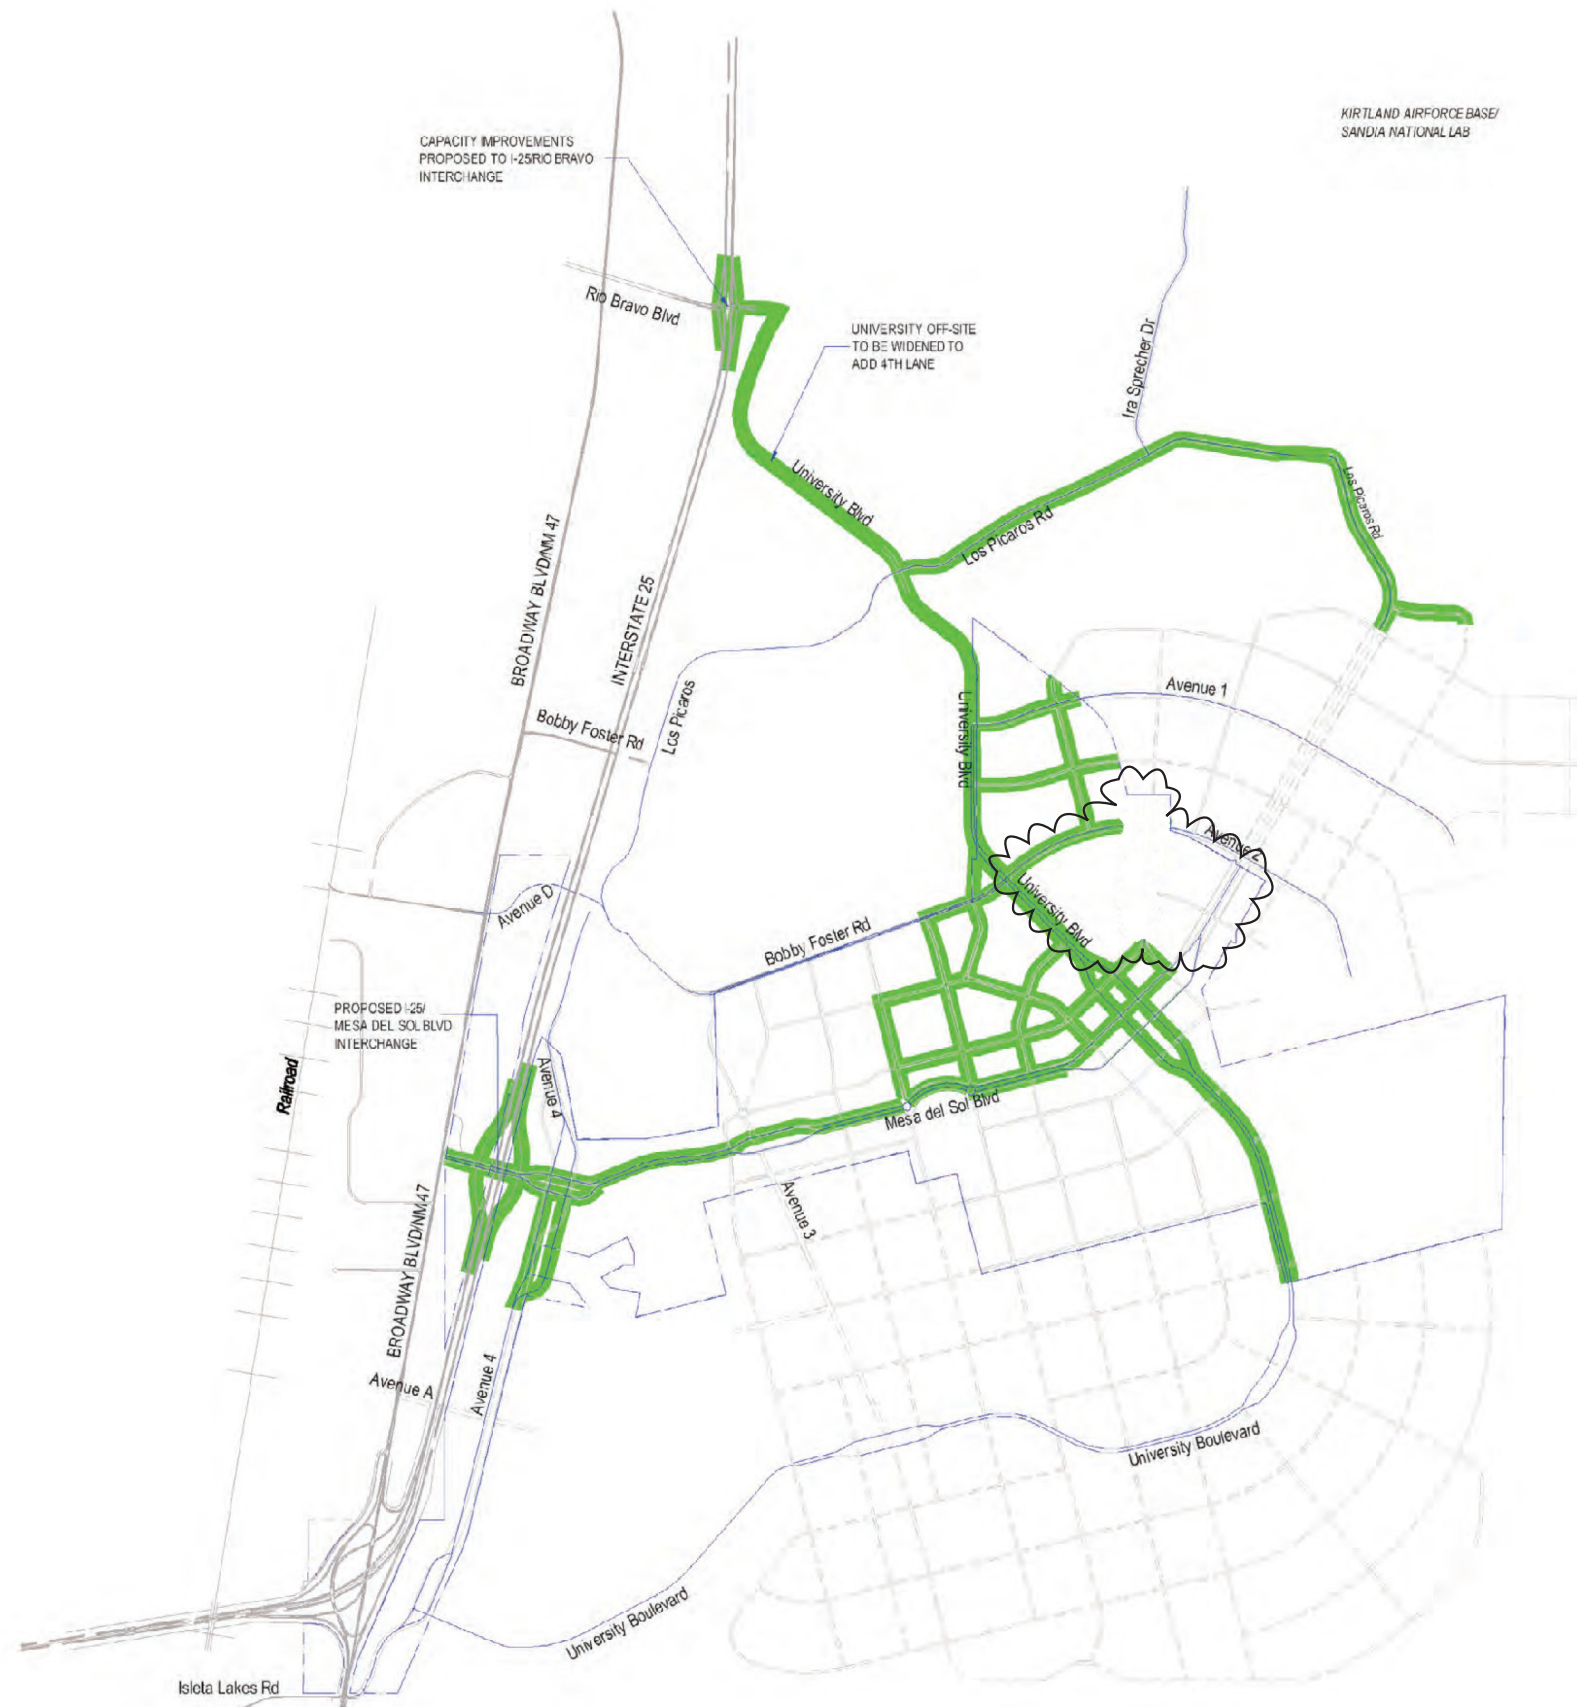 KIRTLAND AIRFORCE BASE/
SANDIA NATIONAL LAB
CAPACITY IMPROVEMENTS
PROPOSED TO I-25/RIO BRAVO
INTERCHANGE
Rio Bravo Blvd
UNIVERSITY OFF-SITE
TO BE WIDENED TO
ADD 4TH LANE
Ira Sprecher Dr
University Blvd
Los Picaros Rd
Los Picaros Rd
BROADWAY BLVD/NM 47
INTERSTATE 25
Los Picaros
Bobby Foster Rd
University Blvd
Avenue 1
Avenue 2
University Blvd
Avenue D
Bobby Foster Rd
PROPOSED I-25/
MESA DEL SOL BLVD
INTERCHANGE
Railroad
Avenue 4
Mesa del Sol Blvd
Avenue 3
BROADWAY BLVD/NM47
Avenue A
Avenue 4
University Boulevard
University Boulevard
Isleta Lakes Rd